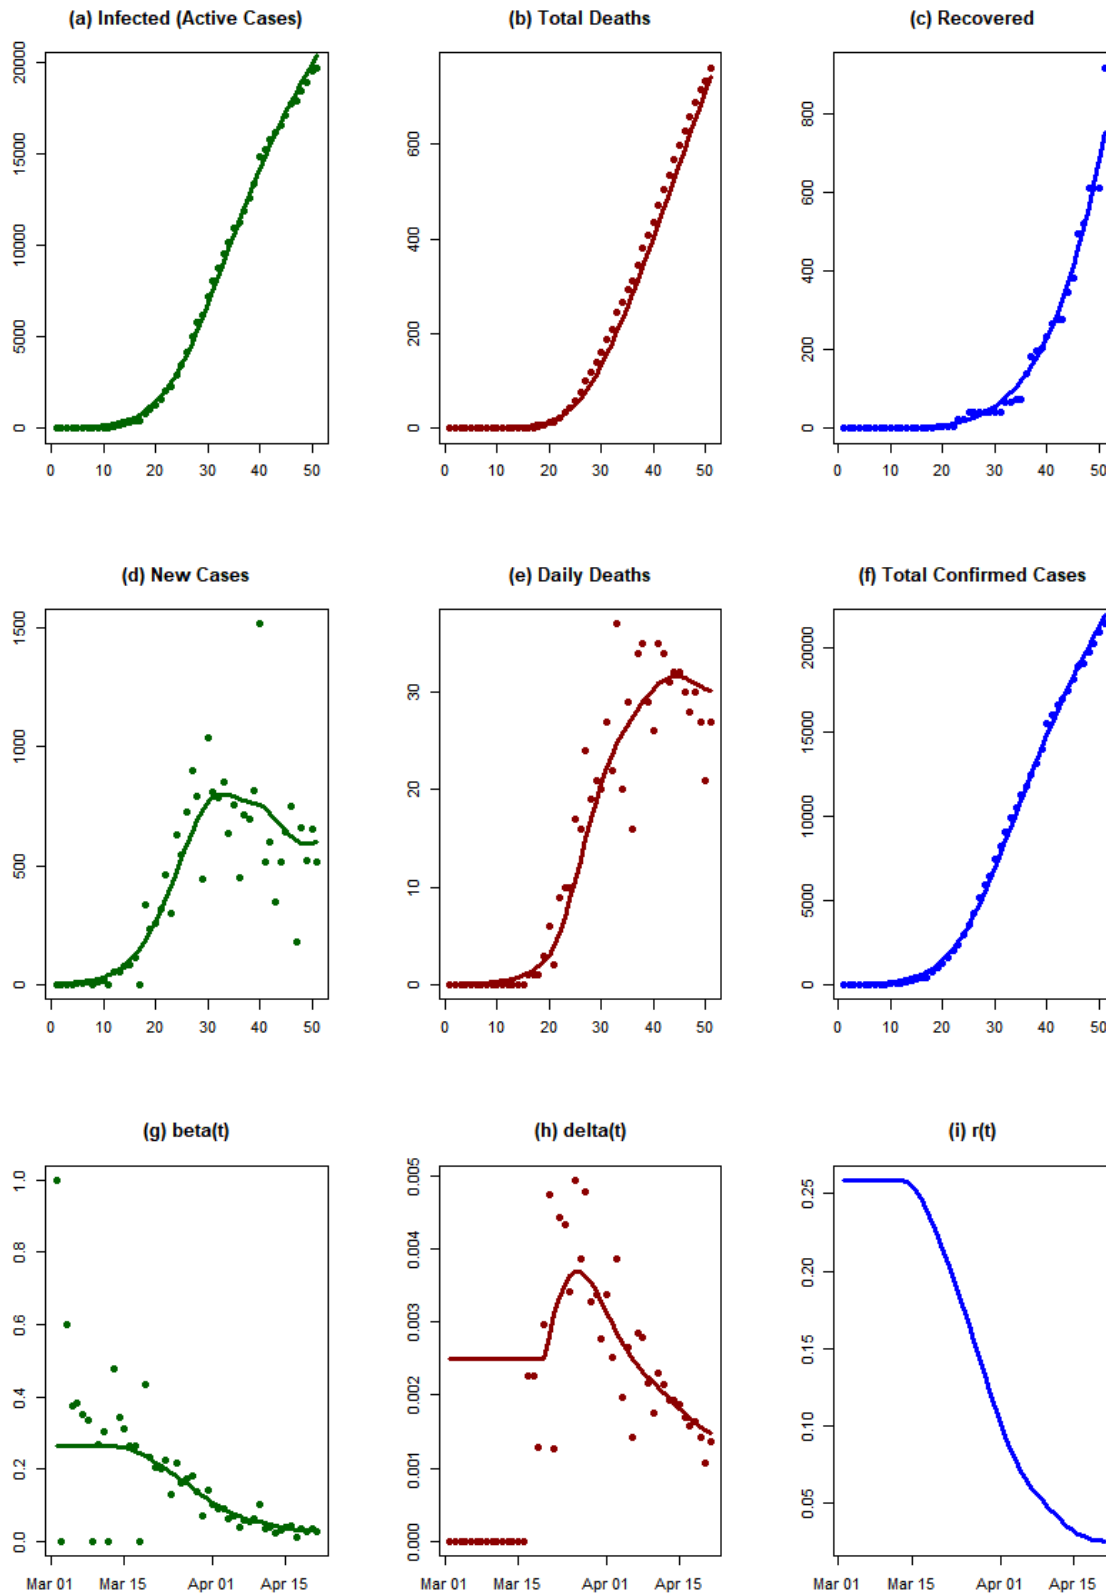 (a) Infected (Active Cases)
(b) Total Deaths
(c) Recovered
20000
15000
10000
5000
0
0 10 20 30 40 50
600
400
200
0
0 10 20 30 40 50
800
600
400
200
0
0 10 20 30 40 50
(d) New Cases
(e) Daily Deaths
(f) Total Confirmed Cases
1500
1000
500
0
0 10 20 30 40 50
30
20
10
0
0 10 20 30 40 50
20000
15000
10000
5000
0
0 10 20 30 40 50
(g) beta(t)
(h) delta(t)
(i) r(t)
1.0
0.8
0.6
0.4
0.2
0.0
Mar 01 Mar 15 Apr 01 Apr 15
0.005
0.004
0.003
0.002
0.001
0.000
Mar 01 Mar 15 Apr 01 Apr 15
0.25
0.20
0.15
0.10
0.05
Mar 01 Mar 15 Apr 01 Apr 15